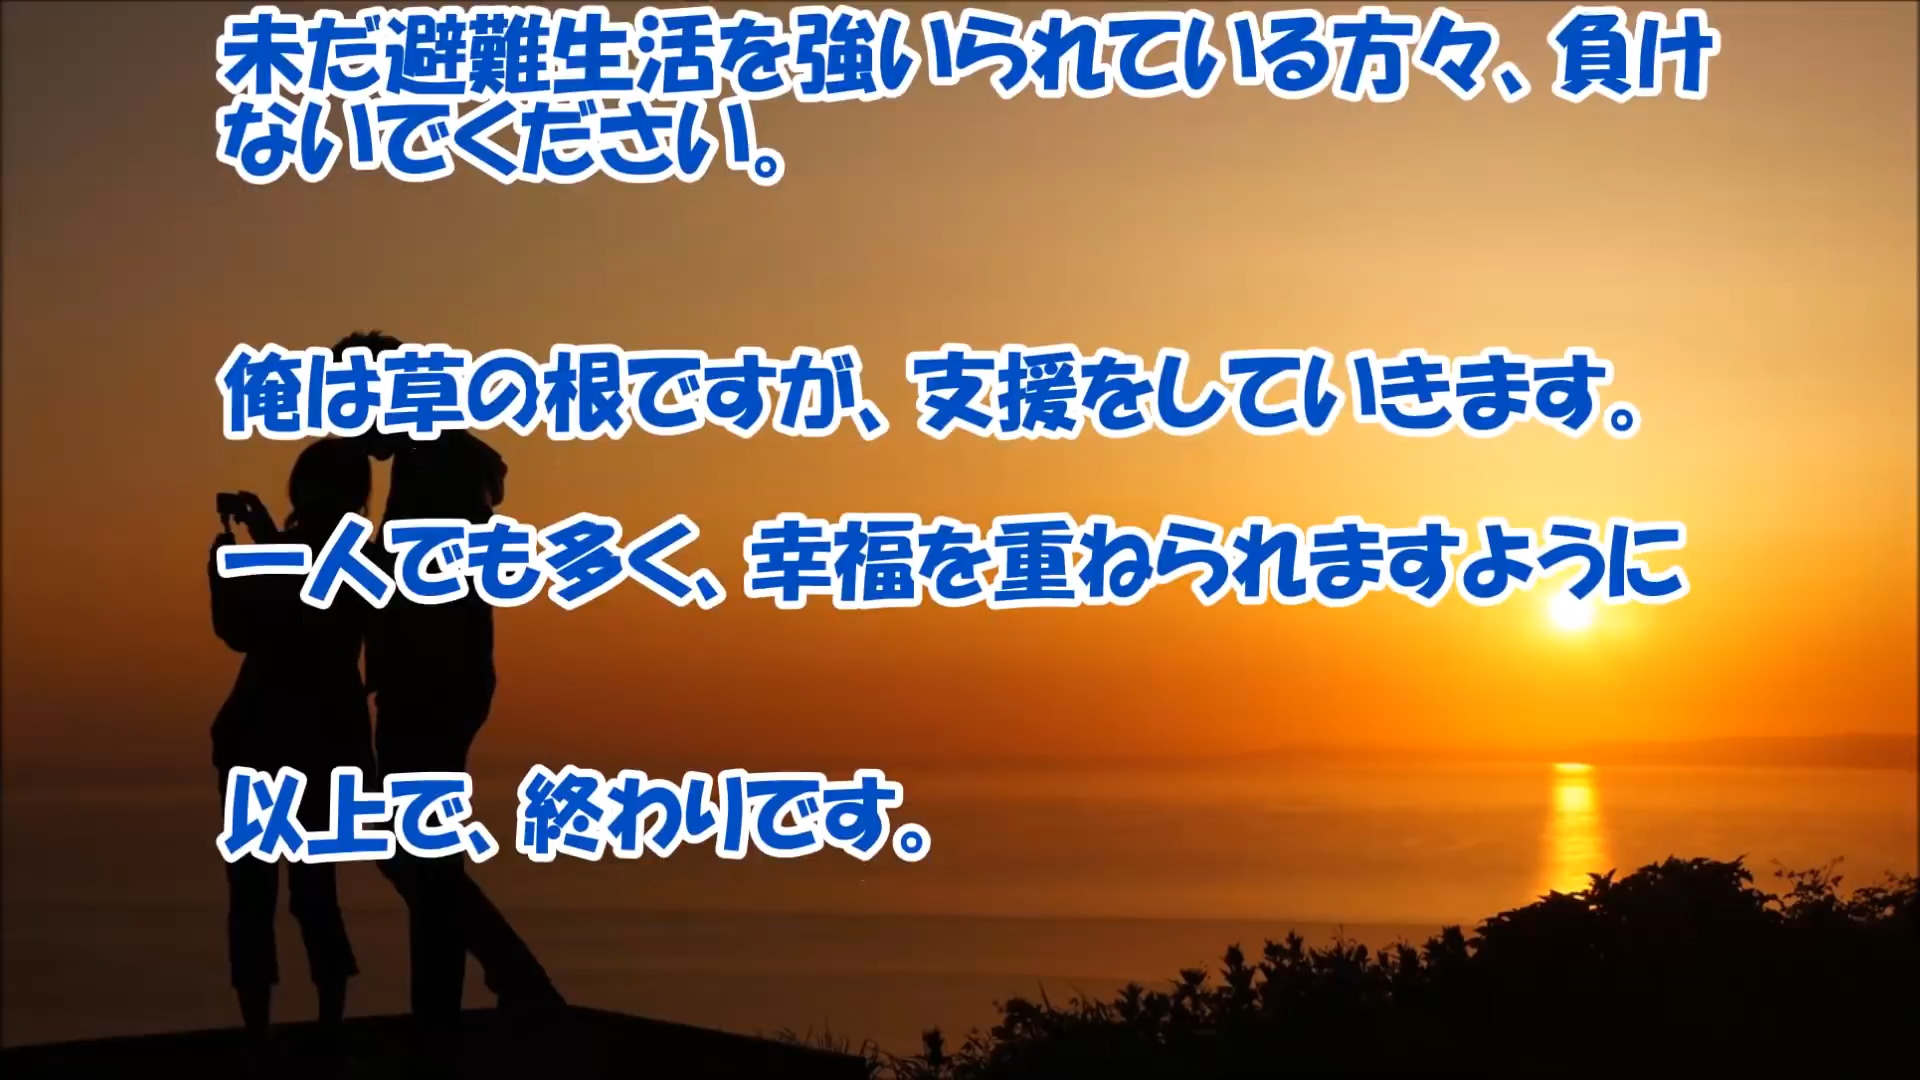 未だ避難生活を強いられている方々、負け
ないでください。
俺は草の根ですが、支援をしていきます。
一人でも多く、幸福を重ねられますように
以上で、終わりです。